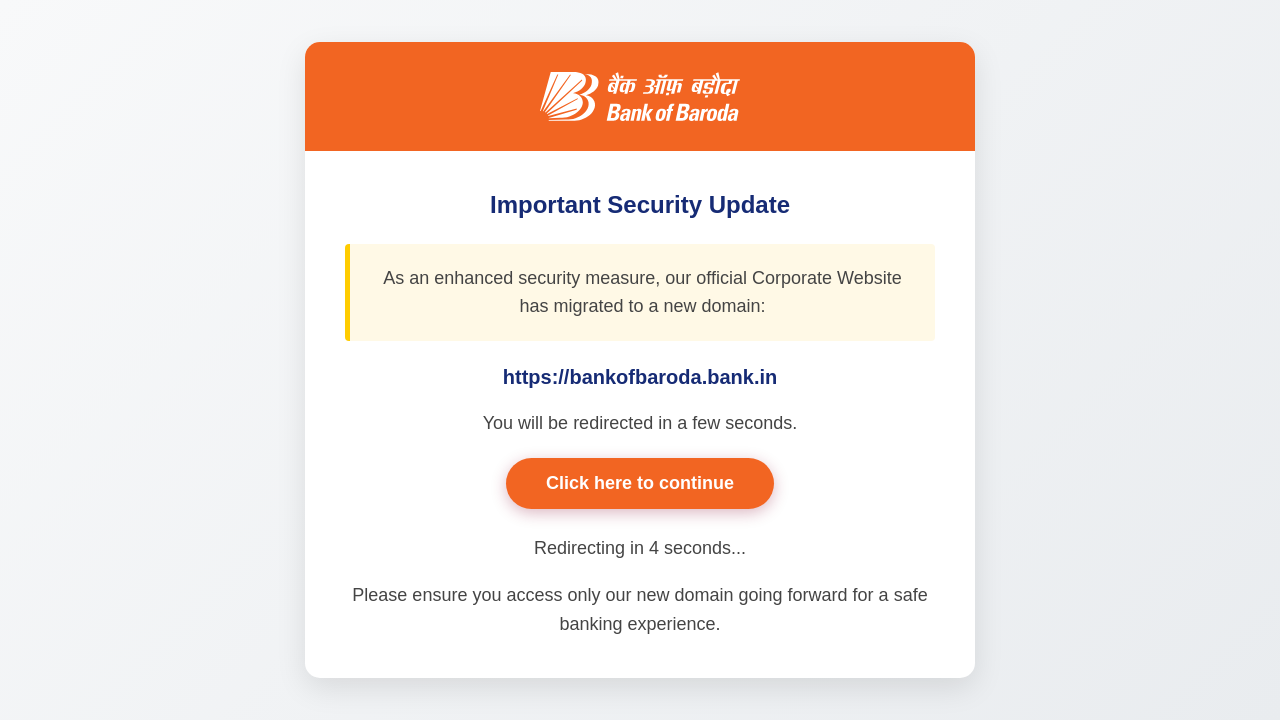 बैंक ऑफ़ बड़ौदा
Bank of Baroda
Important Security Update
As an enhanced security measure, our official Corporate Website
has migrated to a new domain:
https://bankofbaroda.bank.in
You will be redirected in a few seconds.
Click here to continue
Redirecting in 4 seconds...
Please ensure you access only our new domain going forward for a safe
banking experience.